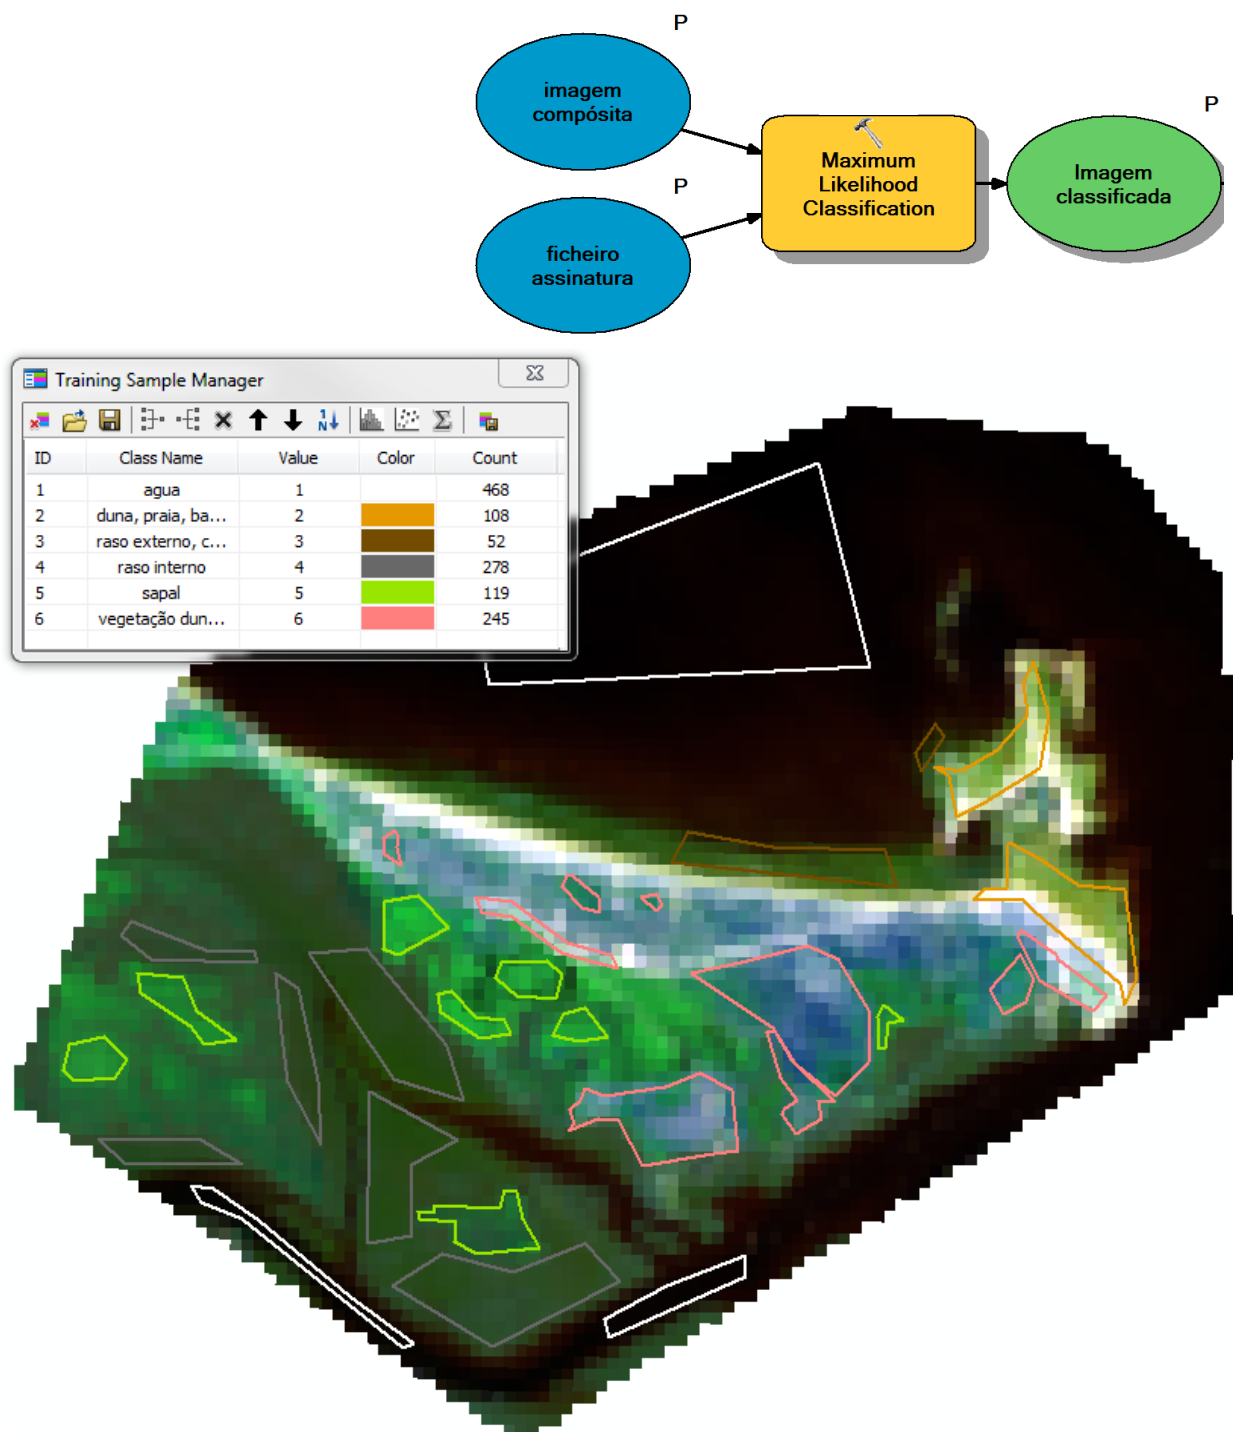 P
imagem
compósita
P
Maximum
Likelihood
Classification
Imagem
classificada
P
ficheiro
assinatura
Training Sample Manager
ID Class Name Value Color Count
1 agua 1 468
2 duna, praia, ba... 2 108
3 raso externo, c... 3 52
4 raso interno 4 278
5 sapal 5 119
6 vegetação dun... 6 245